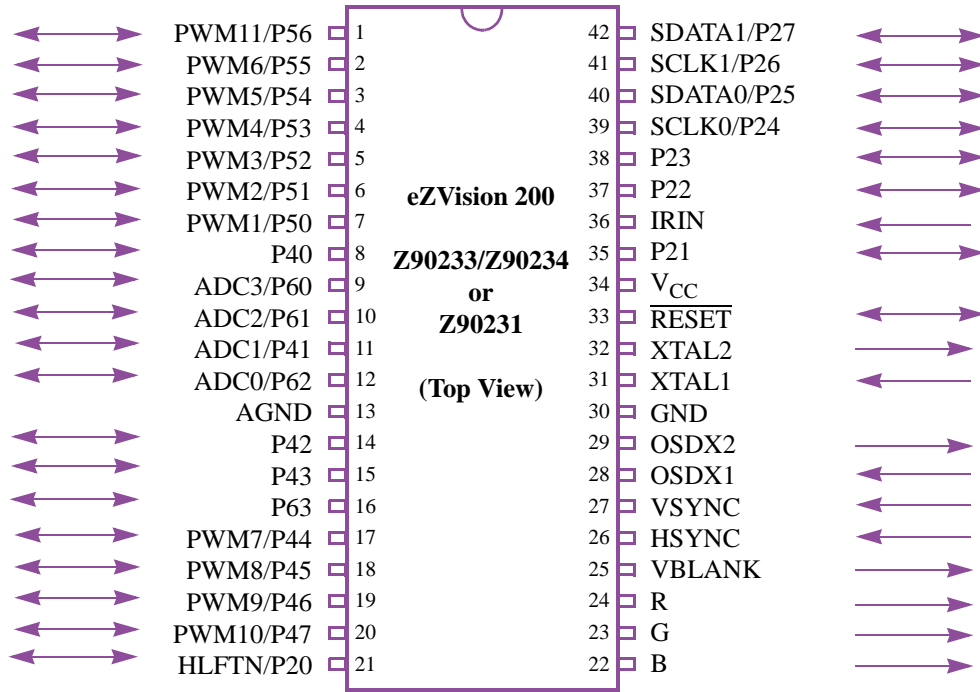 PWM11/P56 1 42 SDATA1/P27
PWM6/P55 2 41 SCLK1/P26
PWM5/P54 3 40 SDATA0/P25
PWM4/P53 4 39 SCLK0/P24
PWM3/P52 5 38 P23
PWM2/P51 6 eZVision 200 37 P22
PWM1/P50 7 36 IRIN
P40 8 Z90233/Z90234 35 P21
ADC3/P60 9 or 34 VCC
ADC2/P61 10 Z90231 33 RESET
ADC1/P41 11 32 XTAL2
ADC0/P62 12 (Top View) 31 XTAL1
AGND 13 30 GND
P42 14 29 OSDX2
P43 15 28 OSDX1
P63 16 27 VSYNC
PWM7/P44 17 26 HSYNC
PWM8/P45 18 25 VBLANK
PWM9/P46 19 24 R
PWM10/P47 20 23 G
HLFTN/P20 21 22 B